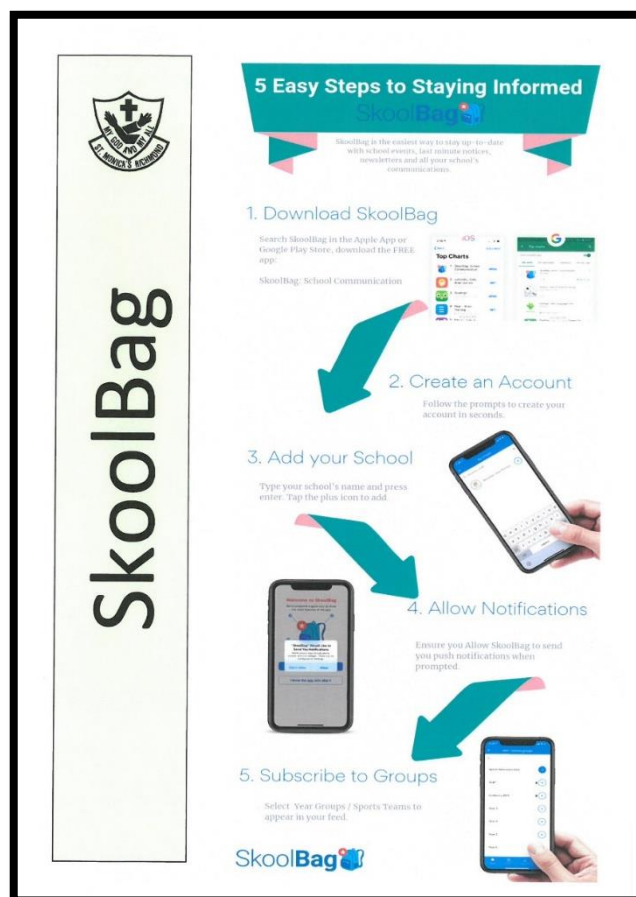 MY GOD AND MY ALL
ST. MONICA'S RICHMOND
SkoolBag
5 Easy Steps to Staying Informed
SkoolBag
SkoolBag is the easiest way to stay up-to-date
with school events, last minute notices,
newsletters and all your school's
communications.
1. Download SkoolBag
Search SkoolBag in the Apple App or
Google Play Store, download the FREE
app:
SkoolBag: School Communication
iOS
Top Charts
G
2. Create an Account
Follow the prompts to create your
account in seconds.
3. Add your School
Type your school's name and press
enter. Tap the plus icon to add.
Welcome to SkoolBag
4. Allow Notifications
Ensure you Allow SkoolBag to send
you push notifications when
prompted.
5. Subscribe to Groups
Select Year Groups / Sports Teams to
appear in your feed.
SkoolBag